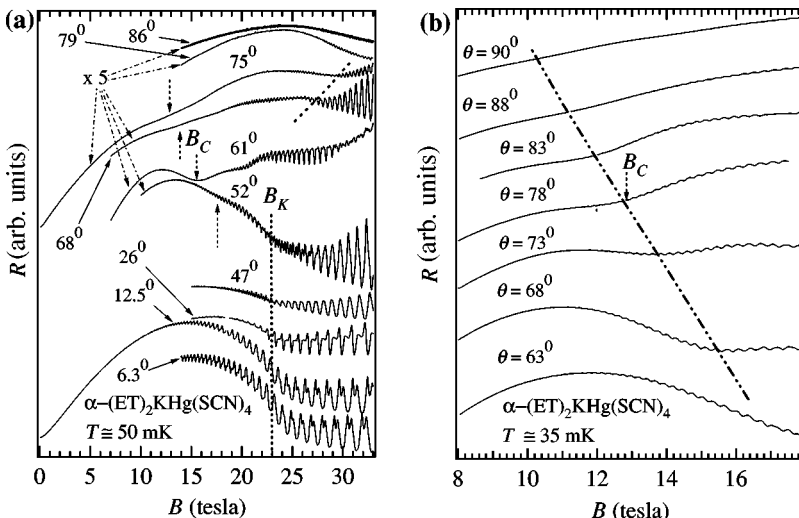 (a)
86⁰
79⁰
75⁰
x 5
B_C
61⁰
68⁰
52⁰
B_K
26⁰
47⁰
12.5⁰
6.3⁰
α–(ET)₂KHg(SCN)₄
T ≅ 50 mK
R (arb. units)
0 5 10 15 20 25 30
B (tesla)
(b)
θ = 90⁰
θ = 88⁰
θ = 83⁰
B_C
θ = 78⁰
θ = 73⁰
θ = 68⁰
θ = 63⁰
α–(ET)₂KHg(SCN)₄
T ≅ 35 mK
R (arb. units)
8 10 12 14 16
B (tesla)